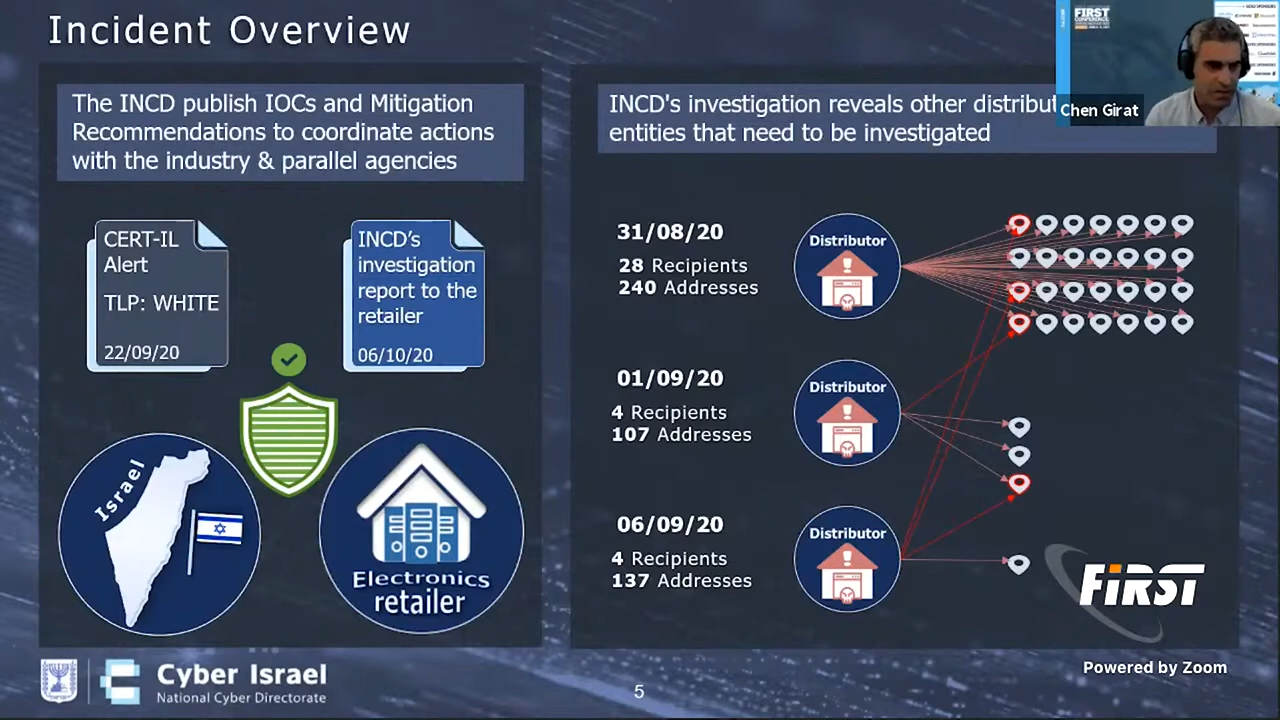 Incident Overview
The INCD publish IOCs and Mitigation
Recommendations to coordinate actions
with the industry & parallel agencies
CERT-IL
Alert
TLP: WHITE
22/09/20
INCD's
investigation
report to the
retailer
06/10/20
Israel
Electronics
retailer
INCD's investigation reveals other
entities that need to be investigated
31/08/20
28 Recipients
240 Addresses
Distributor
01/09/20
4 Recipients
107 Addresses
Distributor
06/09/20
4 Recipients
137 Addresses
Distributor
FIRST
CONFERENCE
Chen Girat
FIRST
Powered by Zoom
Cyber Israel
National Cyber Directorate
5